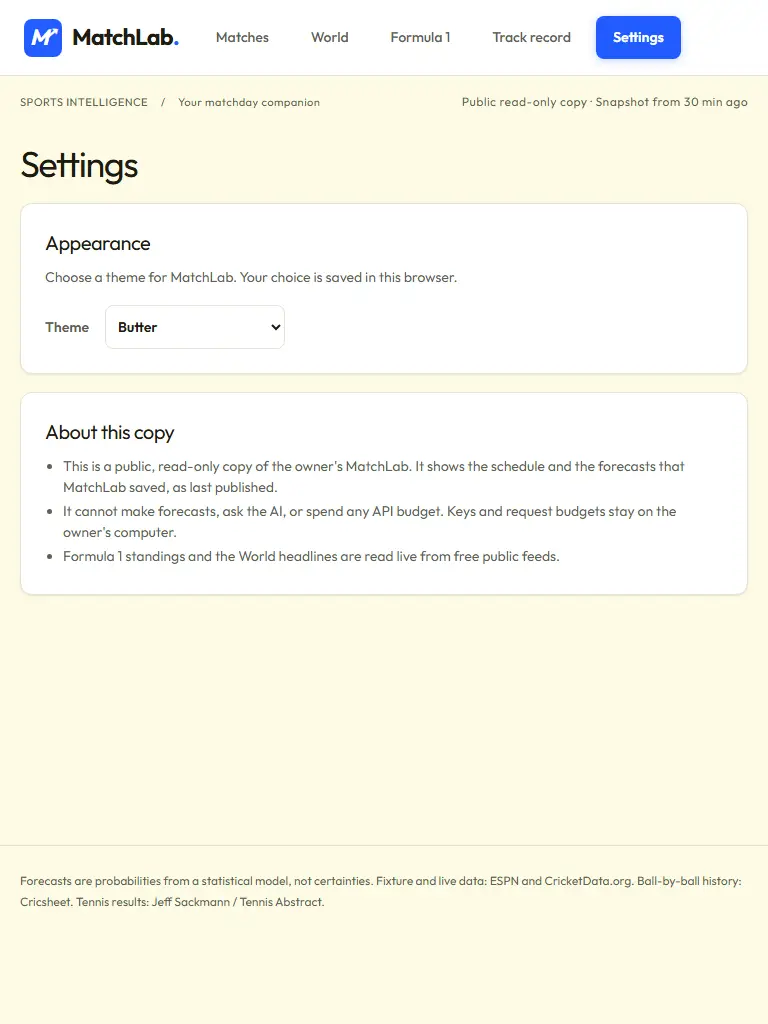 MatchLab.
Matches
World
Formula 1
Track record
Settings
SPORTS INTELLIGENCE / Your matchday companion
Public read-only copy · Snapshot from 30 min ago
Settings
Appearance
Choose a theme for MatchLab. Your choice is saved in this browser.
Theme
Butter
About this copy
• This is a public, read-only copy of the owner's MatchLab. It shows the schedule and the forecasts that
MatchLab saved, as last published.
• It cannot make forecasts, ask the AI, or spend any API budget. Keys and request budgets stay on the
owner's computer.
• Formula 1 standings and the World headlines are read live from free public feeds.
Forecasts are probabilities from a statistical model, not certainties. Fixture and live data: ESPN and CricketData.org. Ball-by-ball history:
Cricsheet. Tennis results: Jeff Sackmann / Tennis Abstract.